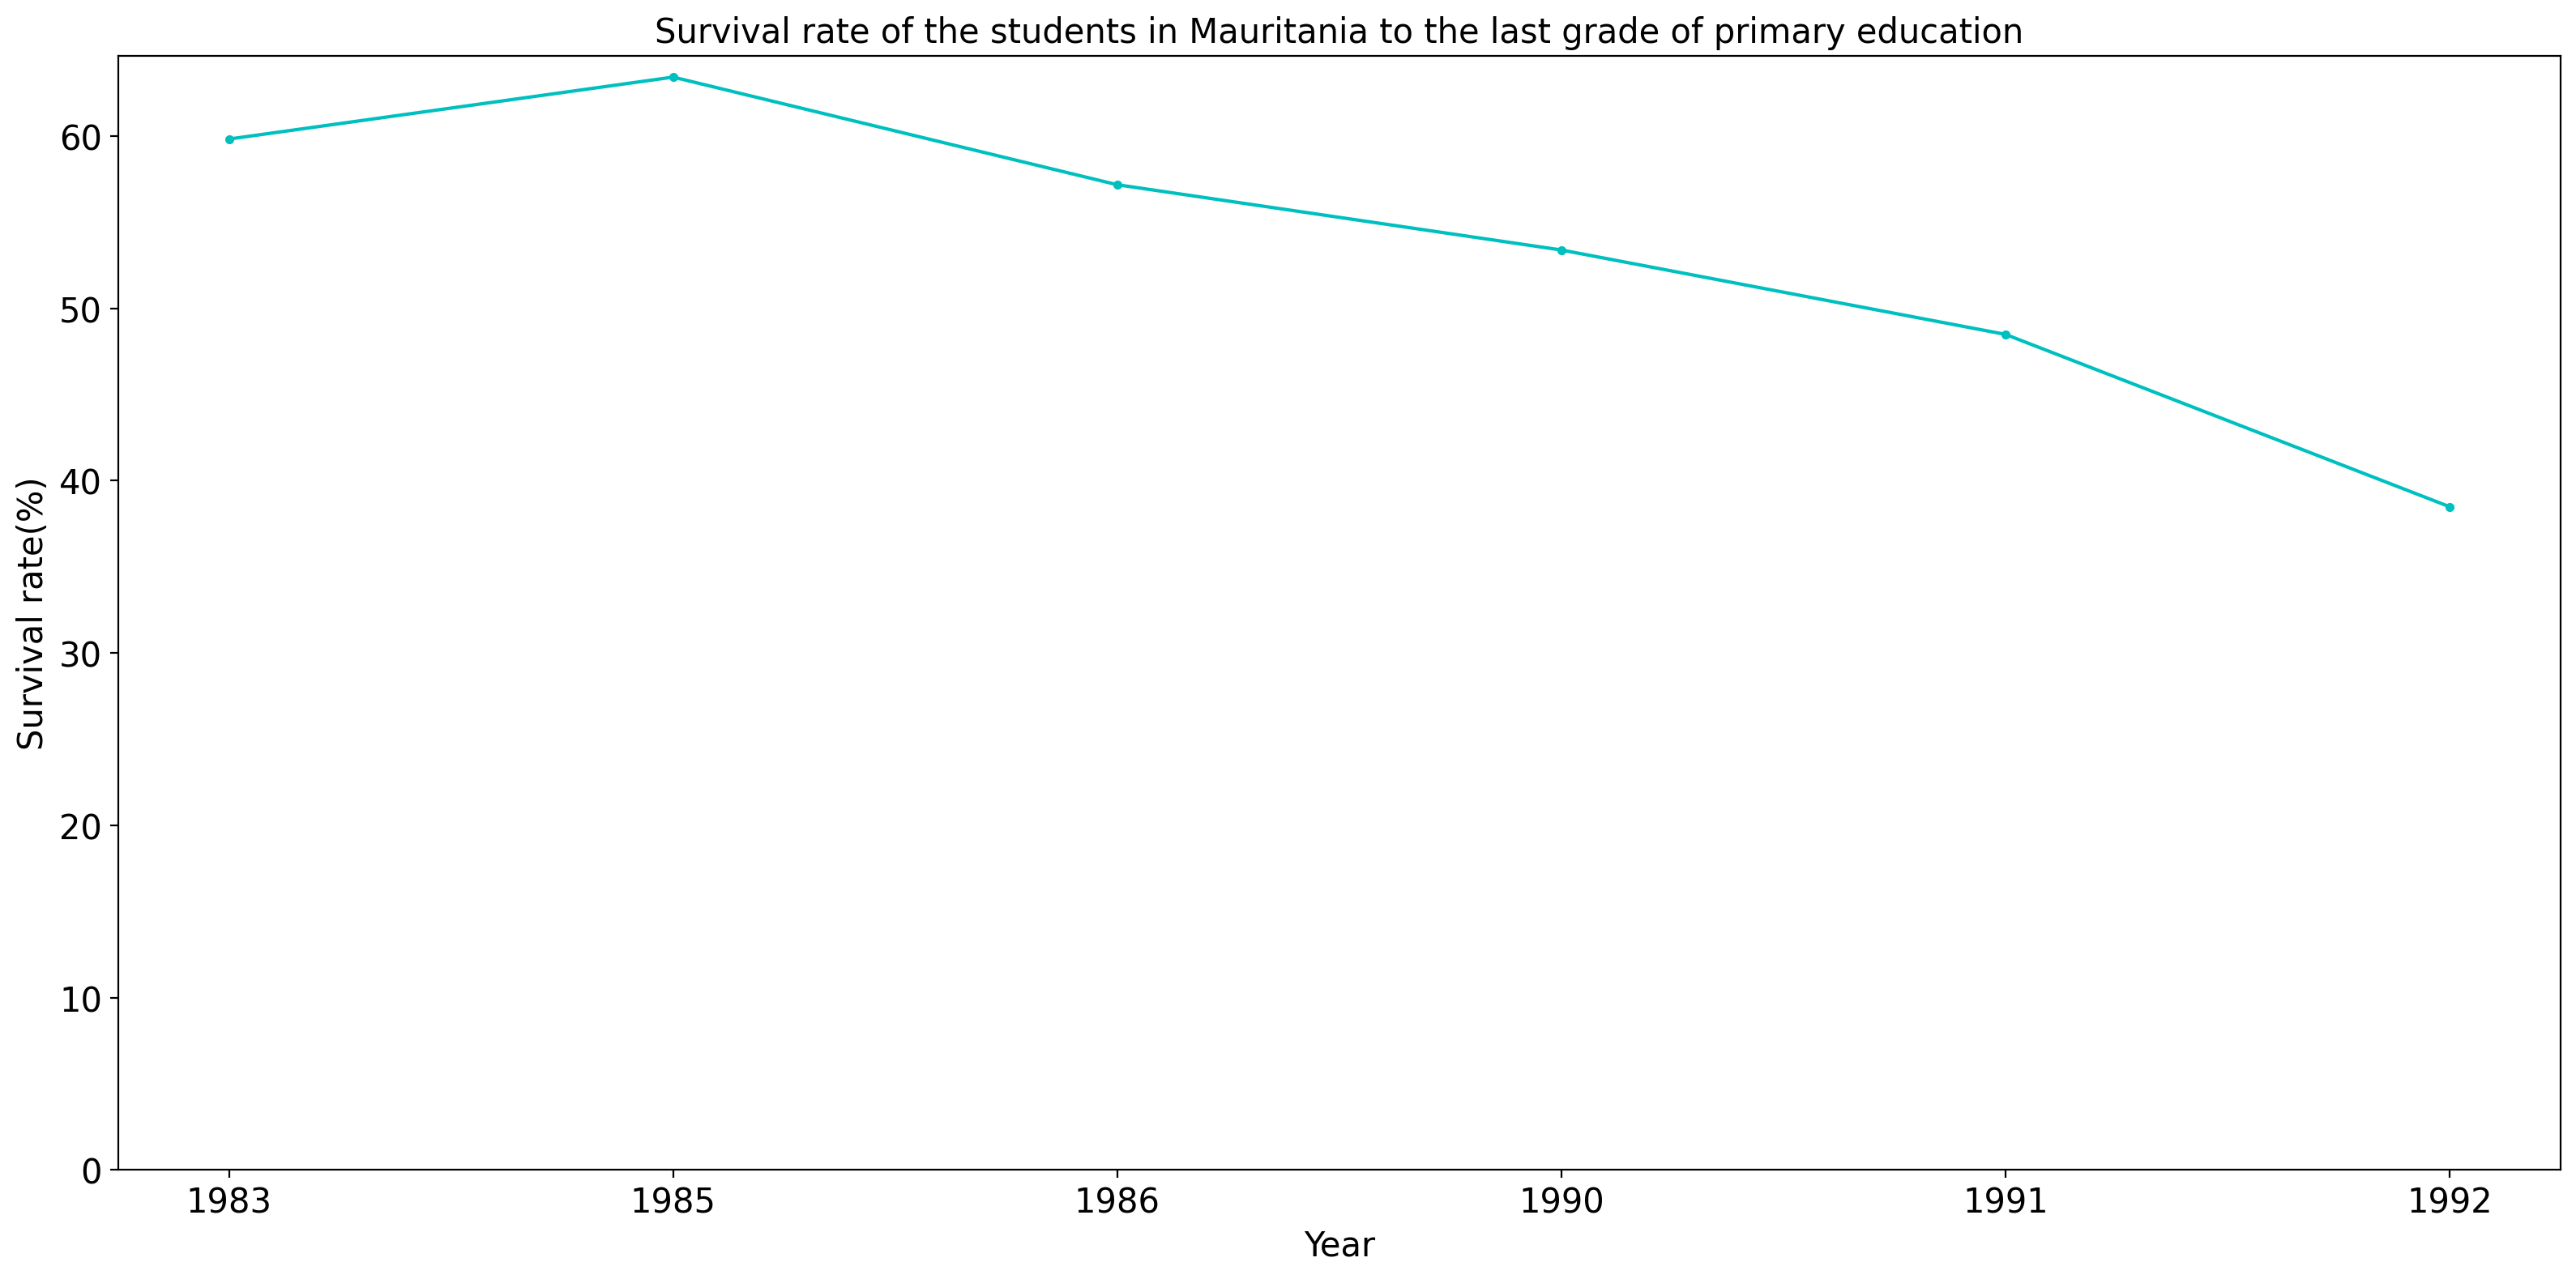 Survival rate of the students in Mauritania to the last grade of primary education
Survival rate(%)
60
50
40
30
20
10
0
1983 1985 1986 1990 1991 1992
Year